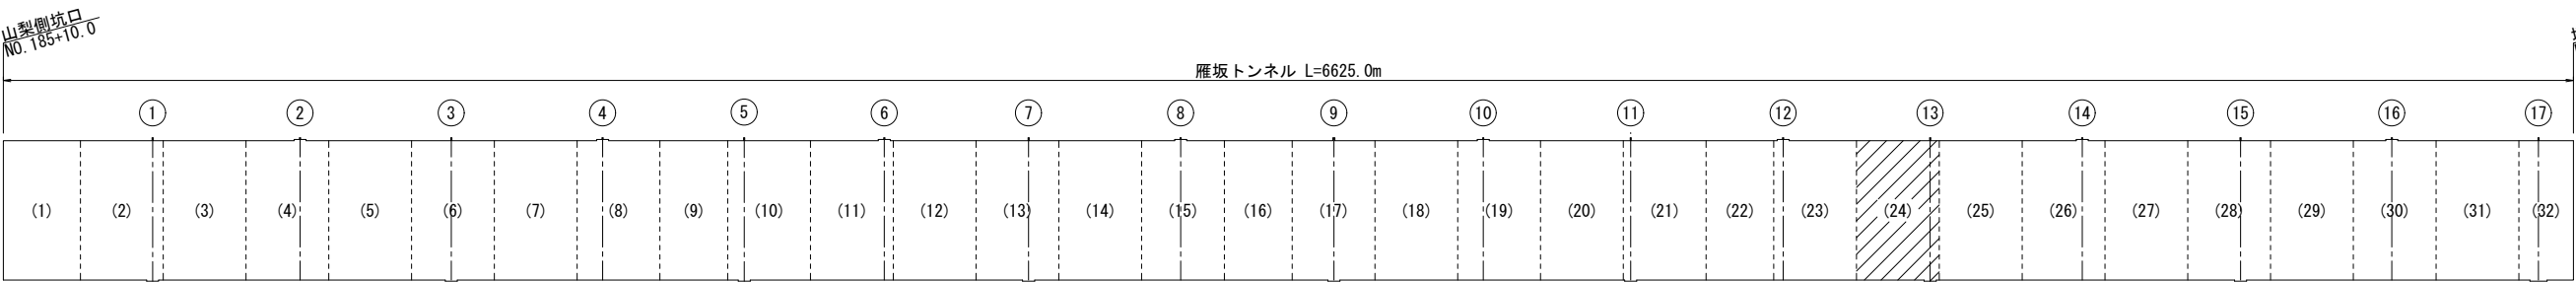 山梨側坑口
NO.185+10.0
雁坂トンネル L=6625.0m
① ② ③ ④ ⑤ ⑥ ⑦ ⑧ ⑨ ⑩ ⑪ ⑫ ⑬ ⑭ ⑮ ⑯ ⑰
(1) (2) (3) (4) (5) (6) (7) (8) (9) (10) (11) (12) (13) (14) (15) (16) (17) (18) (19) (20) (21) (22) (23) (24) (25) (26) (27) (28) (29) (30) (31) (32)